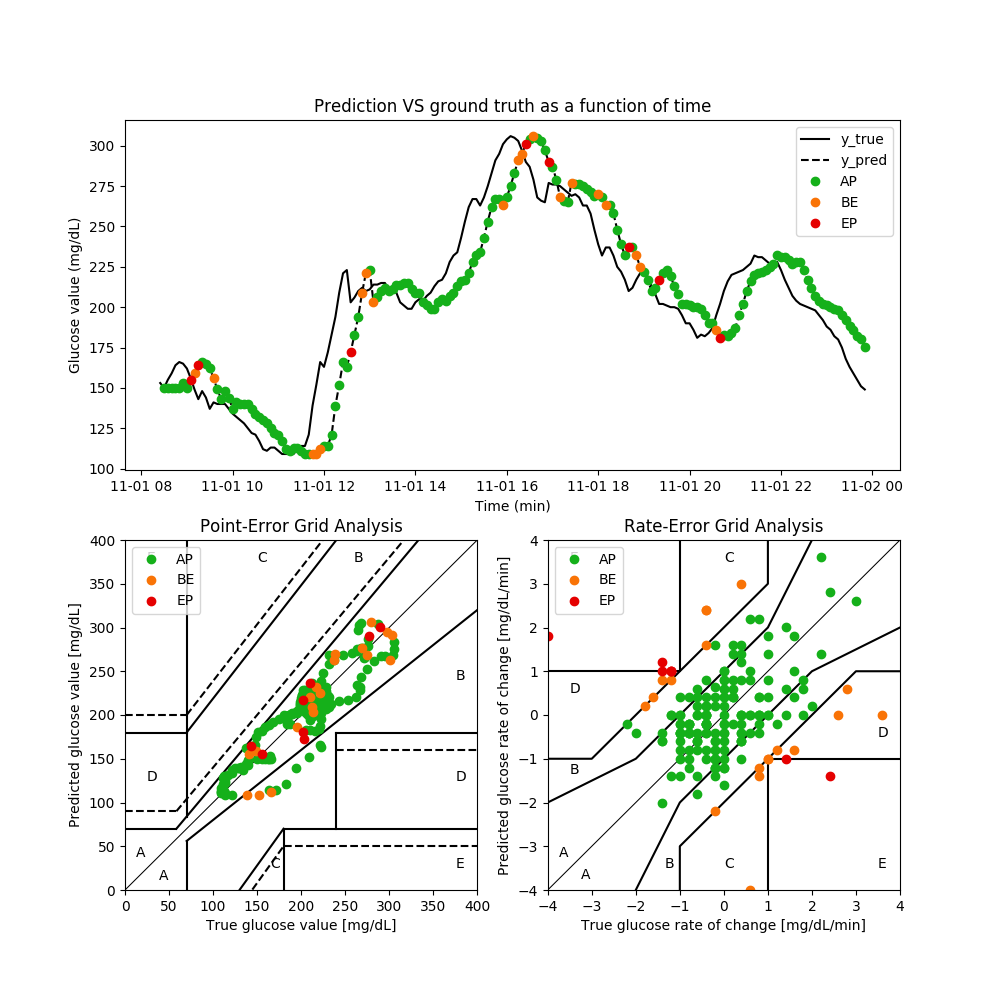 Prediction VS ground truth as a function of time
Glucose value (mg/dL)
300
275
250
225
200
175
150
125
100
y_true
y_pred
AP
BE
EP
11-01 08 11-01 10 11-01 12 11-01 14 11-01 16 11-01 18 11-01 20 11-01 22 11-02 00
Time (min)
Point-Error Grid Analysis
Predicted glucose value [mg/dL]
400
350
300
250
200
150
100
50
0
AP
BE
EP
C
B
B
D
D
A
A
C
E
0 50 100 150 200 250 300 350 400
True glucose value [mg/dL]
Rate-Error Grid Analysis
Predicted glucose rate of change [mg/dL/min]
4
3
2
1
0
−1
−2
−3
−4
AP
BE
EP
C
D
D
B
A
A
B
C
E
−4 −3 −2 −1 0 1 2 3 4
True glucose rate of change [mg/dL/min]